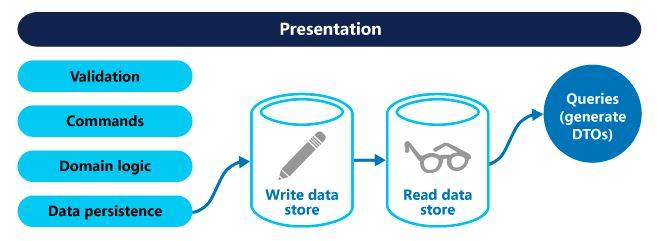 Presentation
Validation
Commands
Domain logic
Data persistence
Write data
store
Read data
store
Queries
(generate
DTOs)